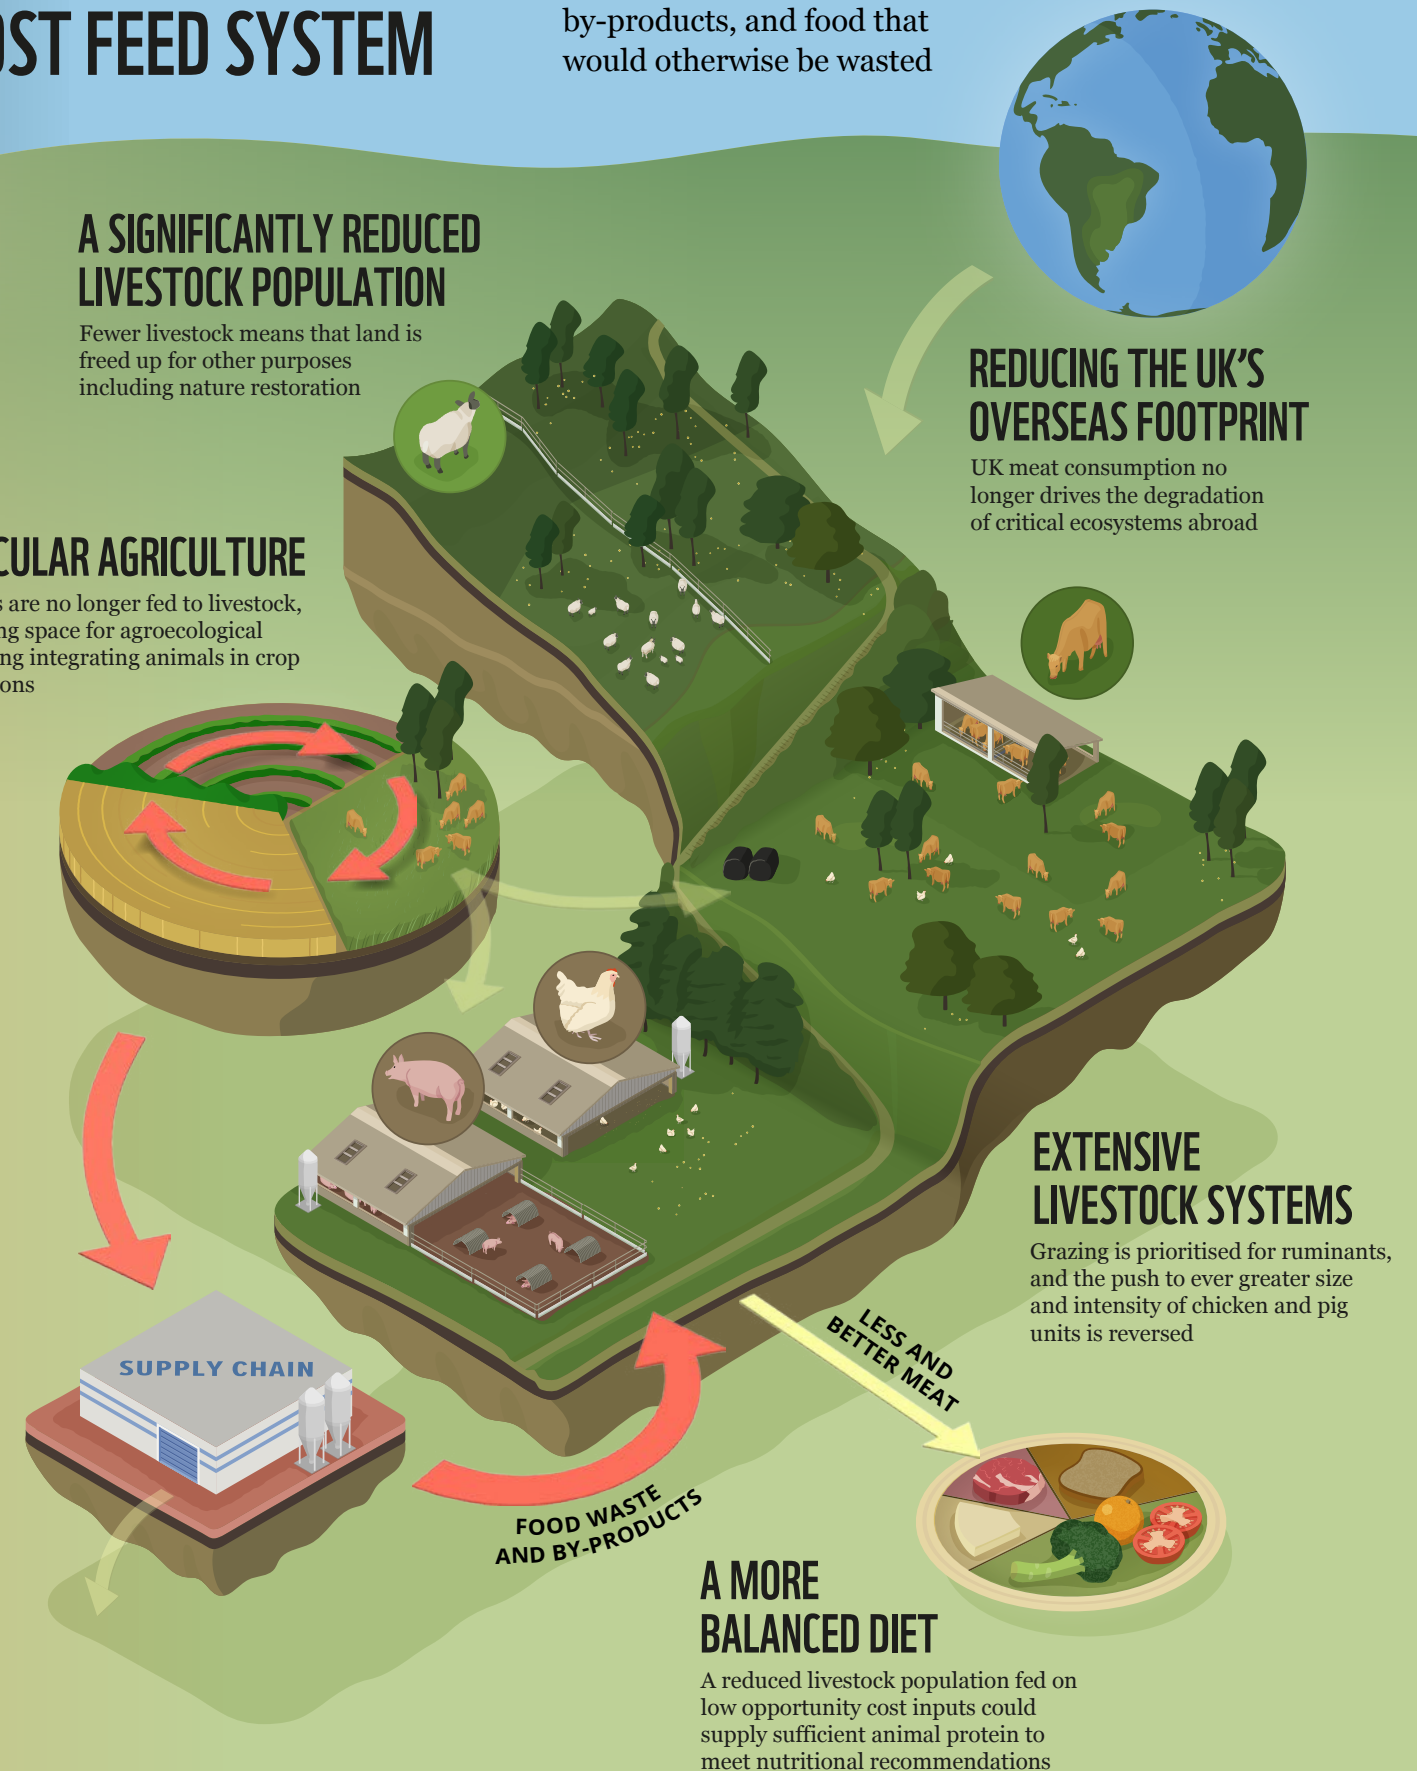 OST FEED SYSTEM
by-products, and food that
would otherwise be wasted
A SIGNIFICANTLY REDUCED
LIVESTOCK POPULATION
Fewer livestock means that land is
freed up for other purposes
including nature restoration
REDUCING THE UK’S
OVERSEAS FOOTPRINT
UK meat consumption no
longer drives the degradation
of critical ecosystems abroad
CULAR AGRICULTURE
s are no longer fed to livestock,
ng space for agroecological
ng integrating animals in crop
ons
EXTENSIVE
LIVESTOCK SYSTEMS
Grazing is prioritised for ruminants,
and the push to ever greater size
and intensity of chicken and pig
units is reversed
LESS AND
BETTER MEAT
SUPPLY CHAIN
FOOD WASTE
AND BY-PRODUCTS
A MORE
BALANCED DIET
A reduced livestock population fed on
low opportunity cost inputs could
supply sufficient animal protein to
meet nutritional recommendations